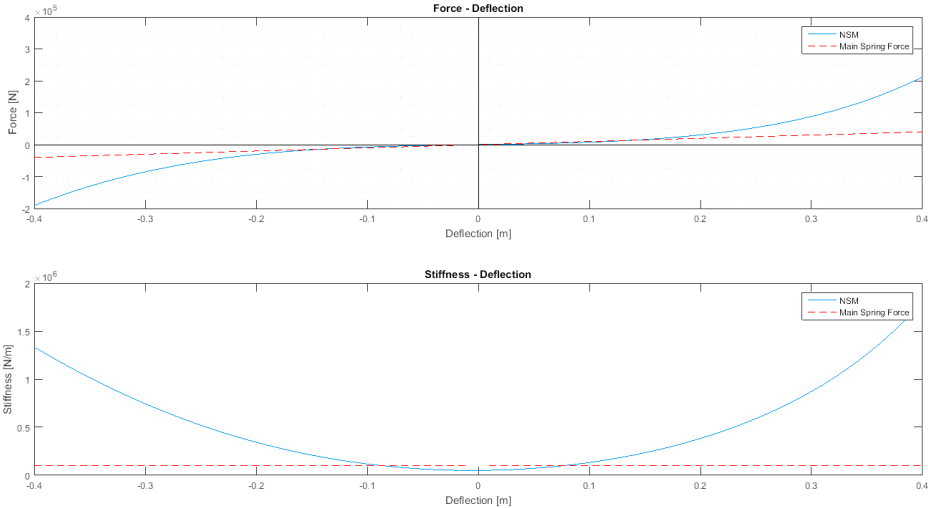 Force - Deflection
× 10⁵
4
3
2
1
0
-1
-2
Force [N]
NSM
Main Spring Force
-0.4 -0.3 -0.2 -0.1 0 0.1 0.2 0.3 0.4
Deflection [m]
Stiffness - Deflection
× 10⁶
2
1.5
1
0.5
0
Stiffness [N/m]
NSM
Main Spring Force
-0.4 -0.3 -0.2 -0.1 0 0.1 0.2 0.3 0.4
Deflection [m]